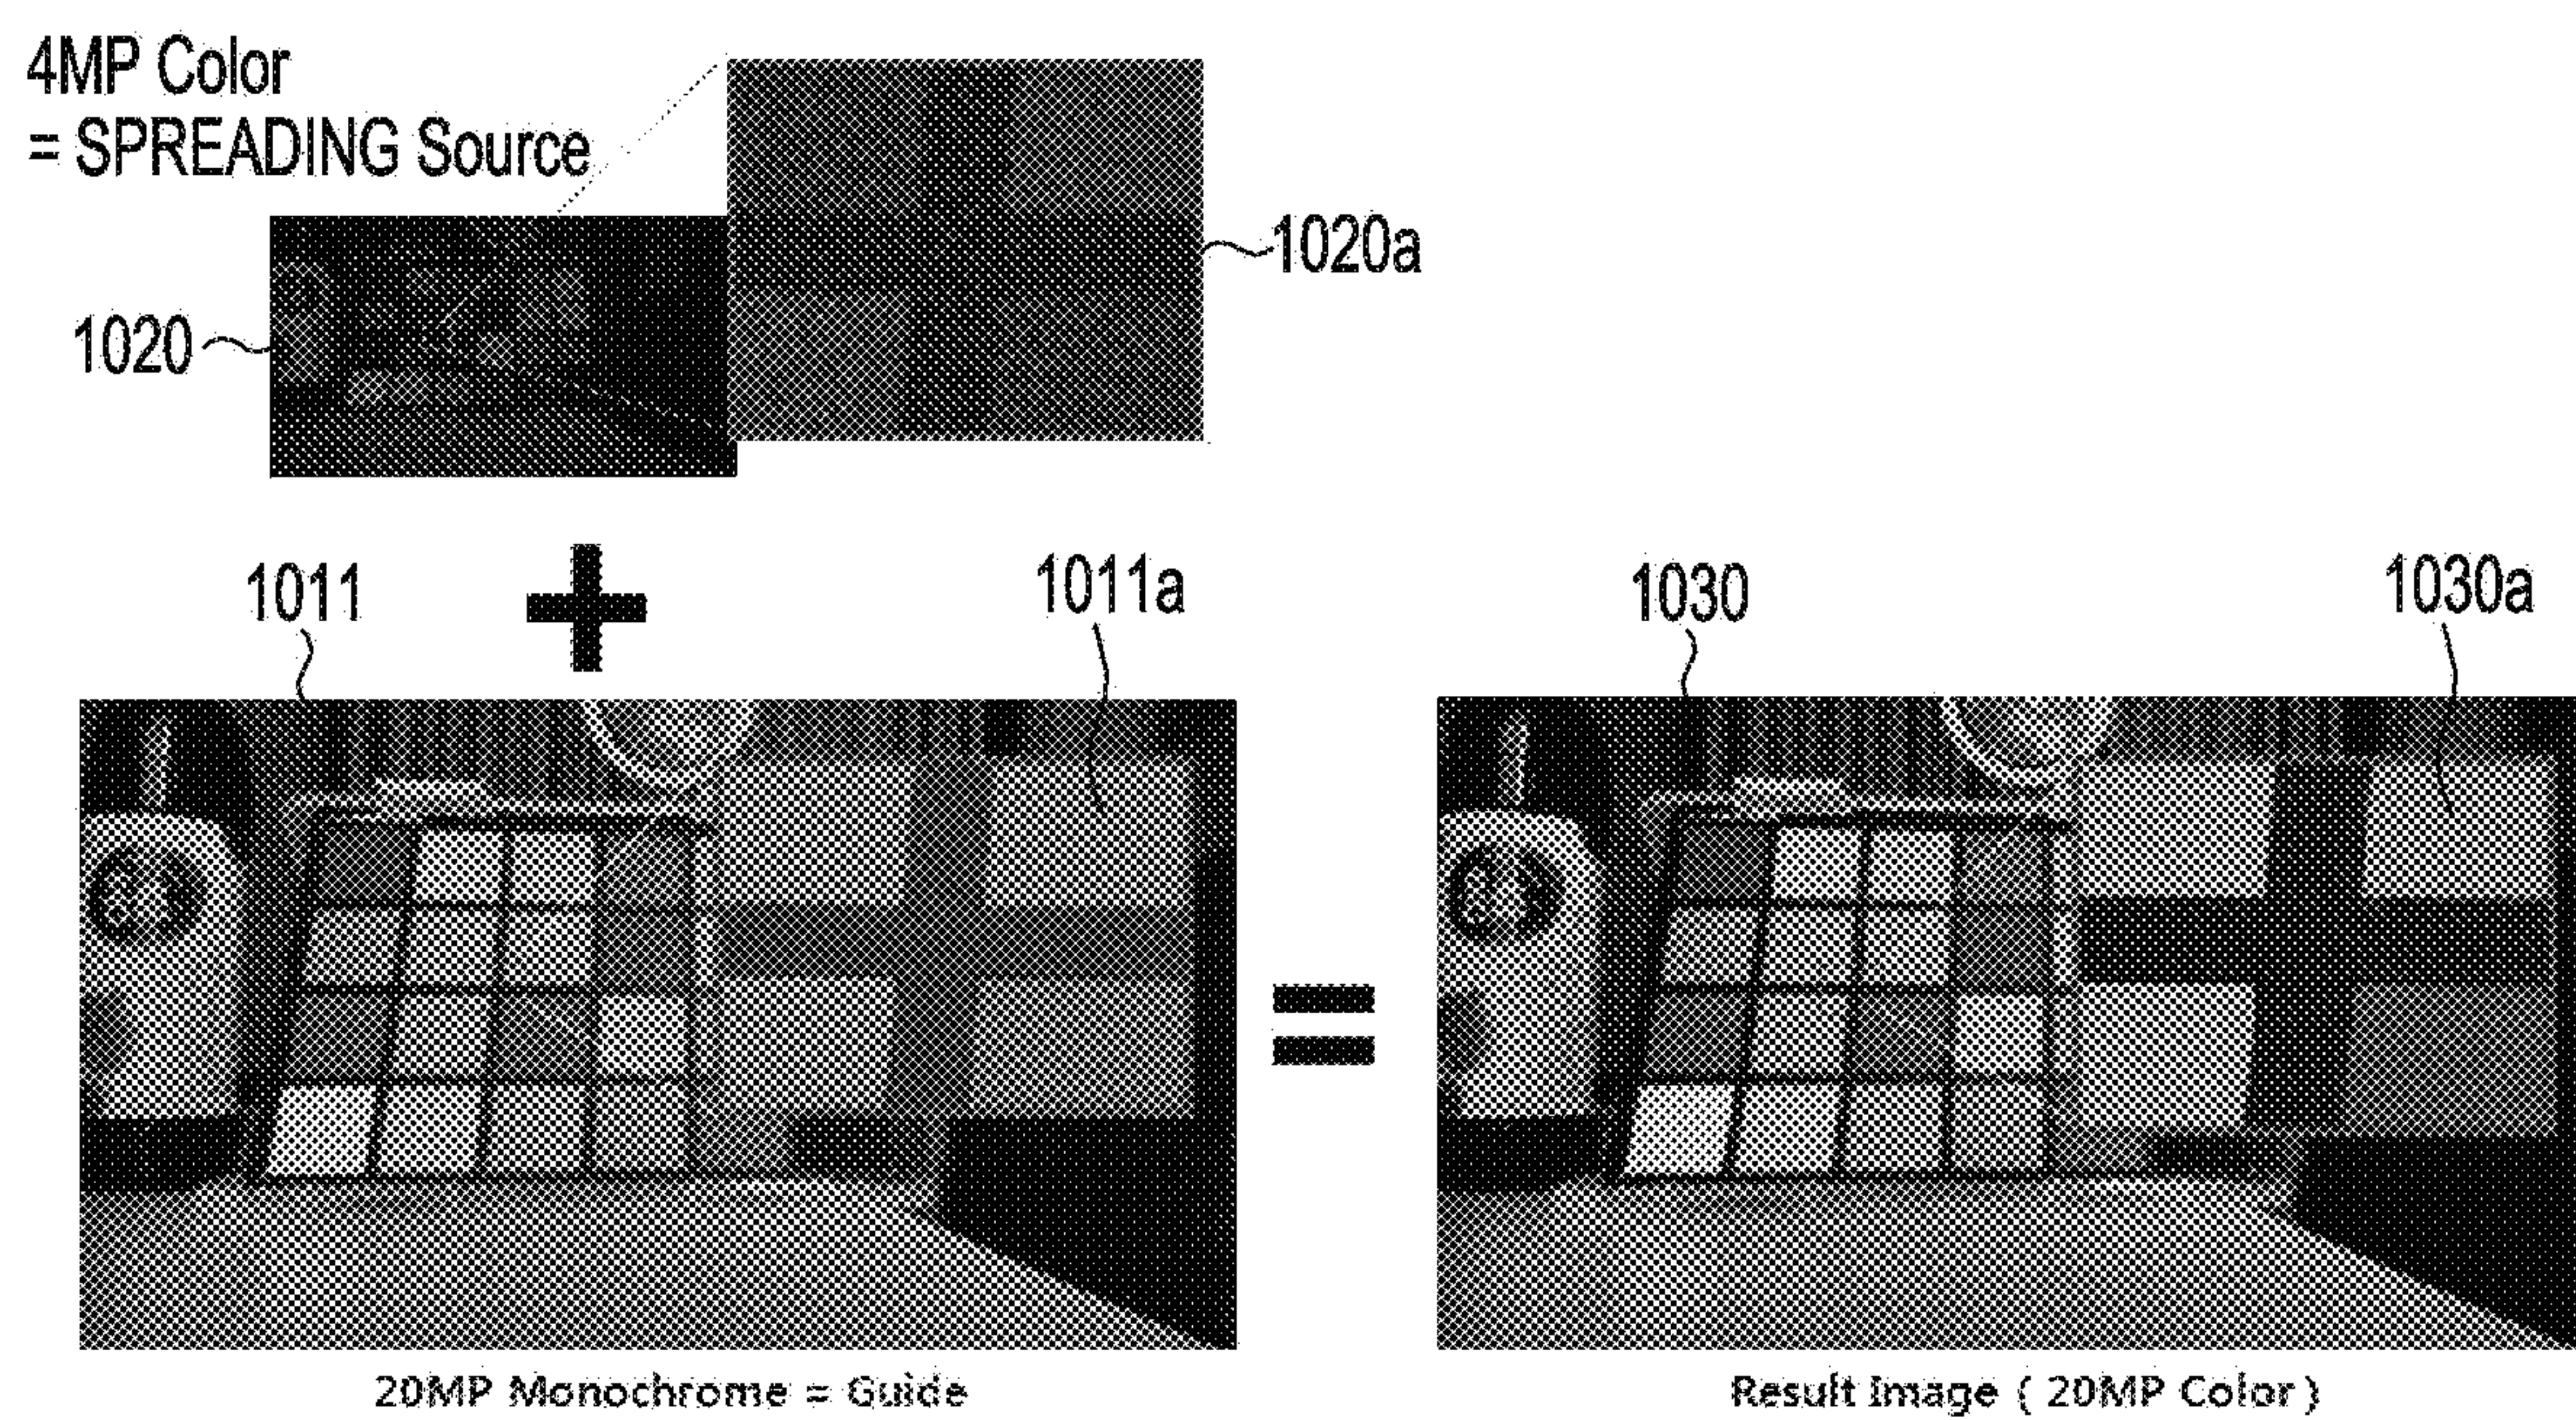 4MP Color
= SPREADING Source
1020a
1020
1011
1011a
1030
1030a
20MP Monochrome = Guide
Result Image ( 20MP Color )